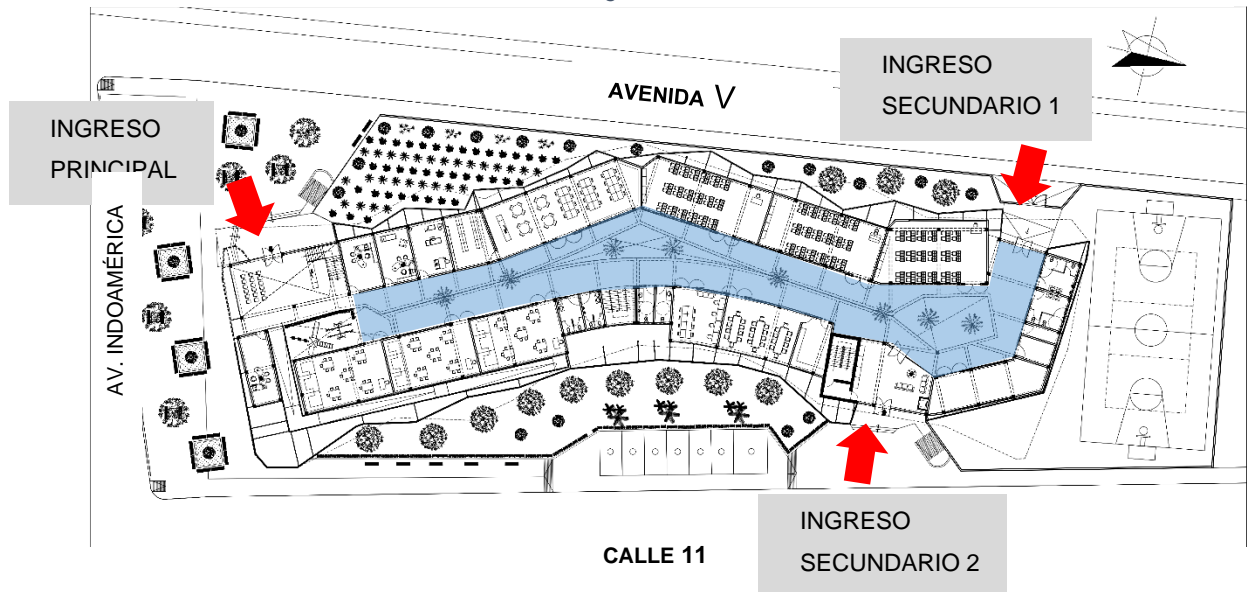 AVENIDA V
INGRESO
SECUNDARIO 1
INGRESO
PRINCIPAL
AV. INDOAMÉRICA
INGRESO
SECUNDARIO 2
CALLE 11